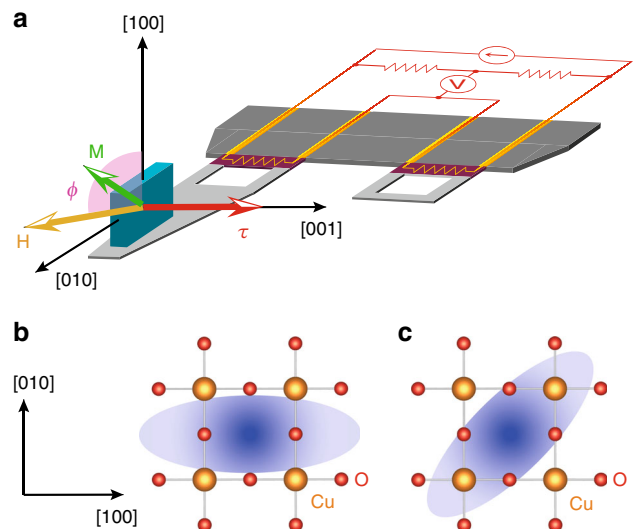 a
[100]
V
M
ϕ
H
τ
[001]
[010]
b
c
[010]
O
O
Cu
Cu
[100]